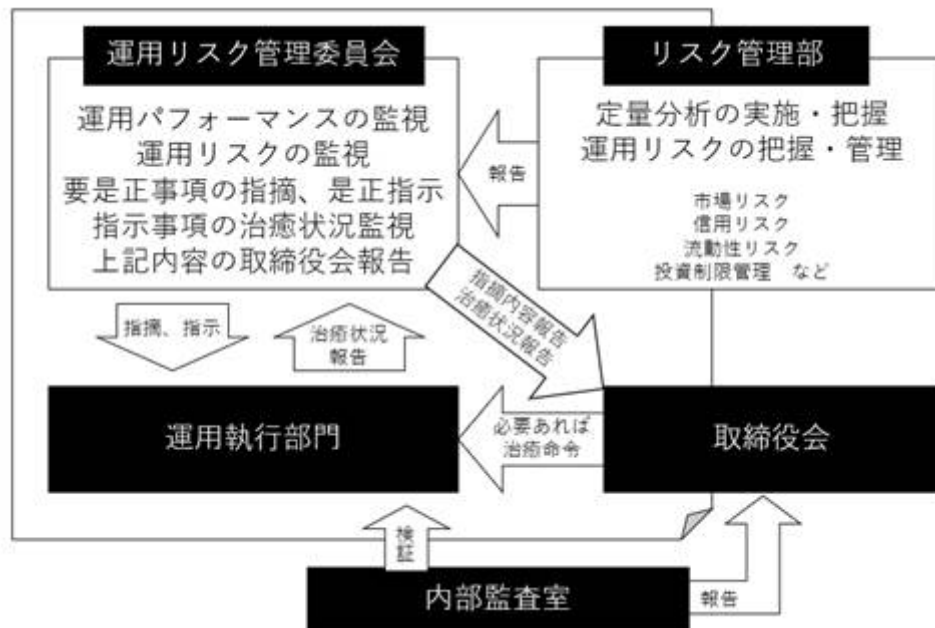 運用リスク管理委員会
運用パフォーマンスの監視
運用リスクの監視
要是正事項の指摘、是正指示
指示事項の治癒状況監視
上記内容の取締役会報告
リスク管理部
定量分析の実施・把握
運用リスクの把握・管理
市場リスク
信用リスク
流動性リスク
投資制限管理　など
報告
指摘内容報告
治癒状況報告
指摘、指示
治癒状況
報告
運用執行部門
必要あれば
治癒命令
取締役会
検証
内部監査室
報告